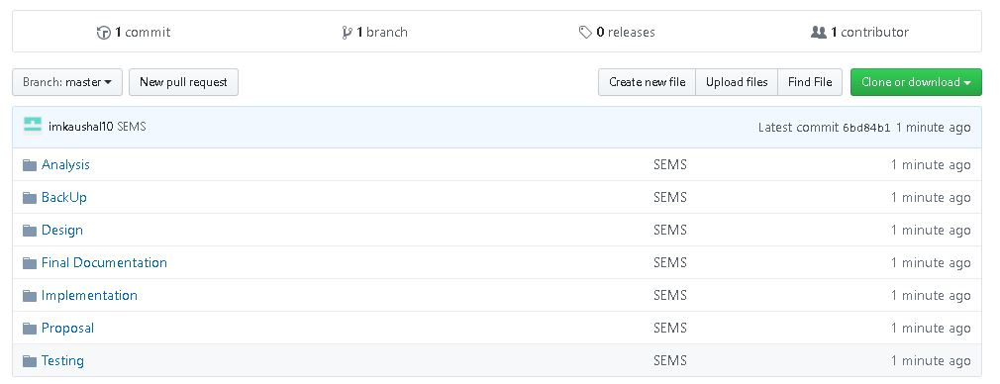 1 commit 1 branch 0 releases 1 contributor
Branch: master New pull request Create new file Upload files Find File Clone or download
imkaushal10 SEMS Latest commit 6bd84b1 1 minute ago
Analysis SEMS 1 minute ago
BackUp SEMS 1 minute ago
Design SEMS 1 minute ago
Final Documentation SEMS 1 minute ago
Implementation SEMS 1 minute ago
Proposal SEMS 1 minute ago
Testing SEMS 1 minute ago